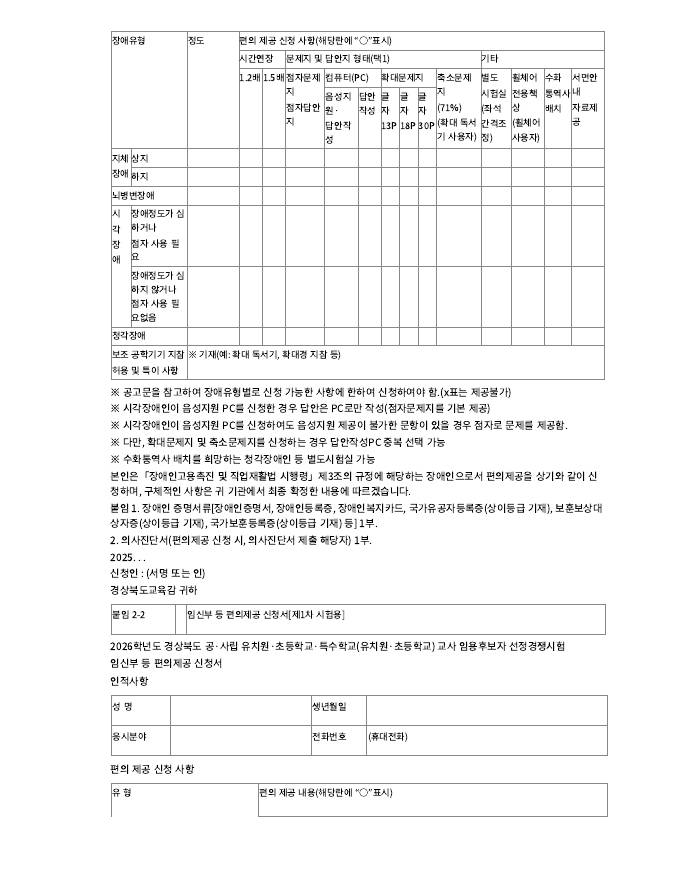 장애유형 정도 편의 제공 신청 사항(해당란에 “○”표시)
시간연장 문제지 및 답안지 형태(택1) 기타
1.2배 1.5배 점자문제지 점자답안지 컴퓨터(PC) 확대문제지 축소문제지 (71%) (확대 독서기 사용자) 별도 시험실 (좌석 간격조정) 휠체어 전용책상 (휠체어 사용자) 수화 통역사 배치 서면안내 자료제공
음성지원· 답안작성 답안 작성 글자 13P 글자 18P 글자 30P
지체 장애 상지
하지
뇌병변장애
시각장애 장애정도가 심하거나 점자 사용 필요
장애정도가 심하지 않거나 점자 사용 필요없음
청각장애
보조 공학기기 지참 허용 및 특이 사항 ※ 기재(예: 확대 독서기, 확대경 지참 등)
※ 공고문을 참고하여 장애유형별로 신청 가능한 사항에 한하여 신청하여야 함.(x표는 제공불가)
※ 시각장애인이 음성지원 PC를 신청한 경우 답안은 PC로만 작성(점자문제지를 기본 제공)
※ 시각장애인이 음성지원 PC를 신청하여도 음성지원 제공이 불가한 문항이 있을 경우 점자로 문제를 제공함.
※ 다만, 확대문제지 및 축소문제지를 신청하는 경우 답안작성PC 중복 선택 가능
※ 수화통역사 배치를 희망하는 청각장애인 등 별도시험실 가능
본인은「장애인고용촉진 및 직업재활법 시행령」제3조의 규정에 해당하는 장애인으로서 편의제공을 상기와 같이 신
청하며, 구체적인 사항은 귀 기관에서 최종 확정한 내용에 따르겠습니다.
붙임 1. 장애인 증명서류[장애인증명서, 장애인등록증, 장애인복지카드, 국가유공자등록증(상이등급 기재), 보훈보상대
상자증(상이등급 기재), 국가보훈등록증(상이등급 기재) 등] 1부.
2. 의사진단서(편의제공 신청 시, 의사진단서 제출 해당자) 1부.
2025. . .
신청인 : (서명 또는 인)
경상북도교육감 귀하
붙임 2-2 임신부 등 편의제공 신청서[제1차 시험용]
2026학년도 경상북도 공·사립 유치원·초등학교·특수학교(유치원·초등학교) 교사 임용후보자 선정경쟁시험
임신부 등 편의제공 신청서
인적사항
성 명 생년월일
응시분야 전화번호 (휴대전화)
편의 제공 신청 사항
유 형 편의 제공 내용(해당란에 “○”표시)